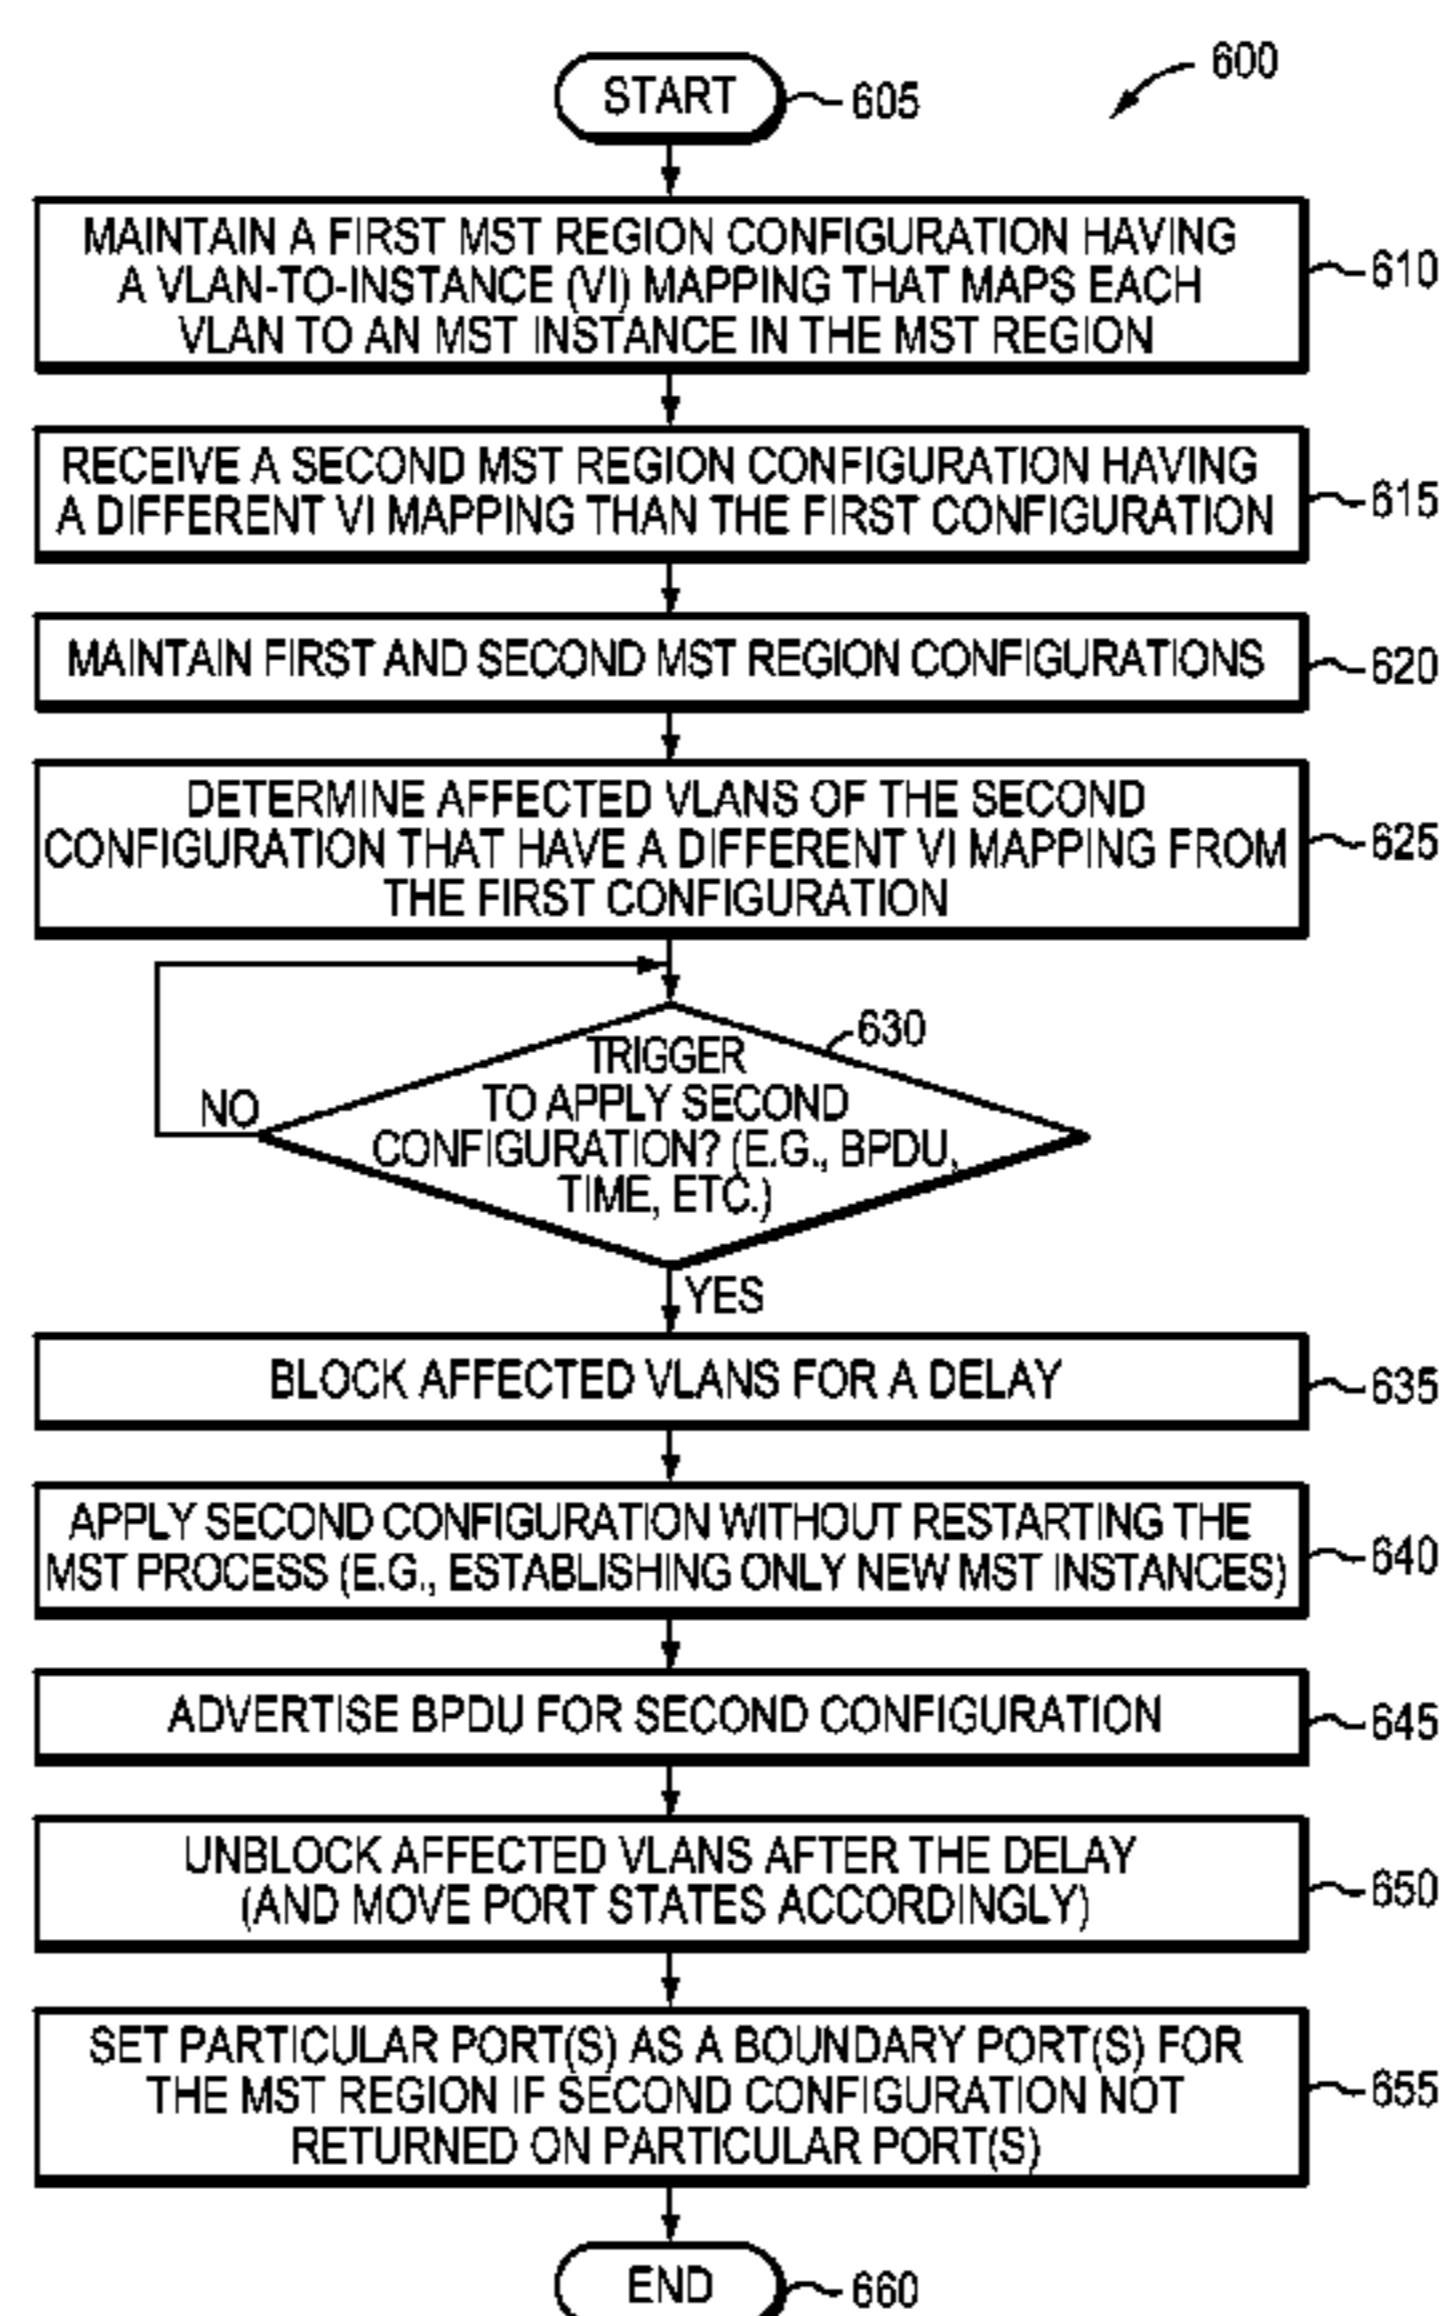 600
START
605
MAINTAIN A FIRST MST REGION CONFIGURATION HAVING
A VLAN-TO-INSTANCE (VI) MAPPING THAT MAPS EACH
VLAN TO AN MST INSTANCE IN THE MST REGION
610
RECEIVE A SECOND MST REGION CONFIGURATION HAVING
A DIFFERENT VI MAPPING THAN THE FIRST CONFIGURATION
615
MAINTAIN FIRST AND SECOND MST REGION CONFIGURATIONS
620
DETERMINE AFFECTED VLANS OF THE SECOND
CONFIGURATION THAT HAVE A DIFFERENT VI MAPPING FROM
THE FIRST CONFIGURATION
625
630
TRIGGER
TO APPLY SECOND
CONFIGURATION? (E.G., BPDU,
TIME, ETC.)
NO
YES
BLOCK AFFECTED VLANS FOR A DELAY
635
APPLY SECOND CONFIGURATION WITHOUT RESTARTING THE
MST PROCESS (E.G., ESTABLISHING ONLY NEW MST INSTANCES)
640
ADVERTISE BPDU FOR SECOND CONFIGURATION
645
UNBLOCK AFFECTED VLANS AFTER THE DELAY
(AND MOVE PORT STATES ACCORDINGLY)
650
SET PARTICULAR PORT(S) AS A BOUNDARY PORT(S) FOR
THE MST REGION IF SECOND CONFIGURATION NOT
RETURNED ON PARTICULAR PORT(S)
655
END
660